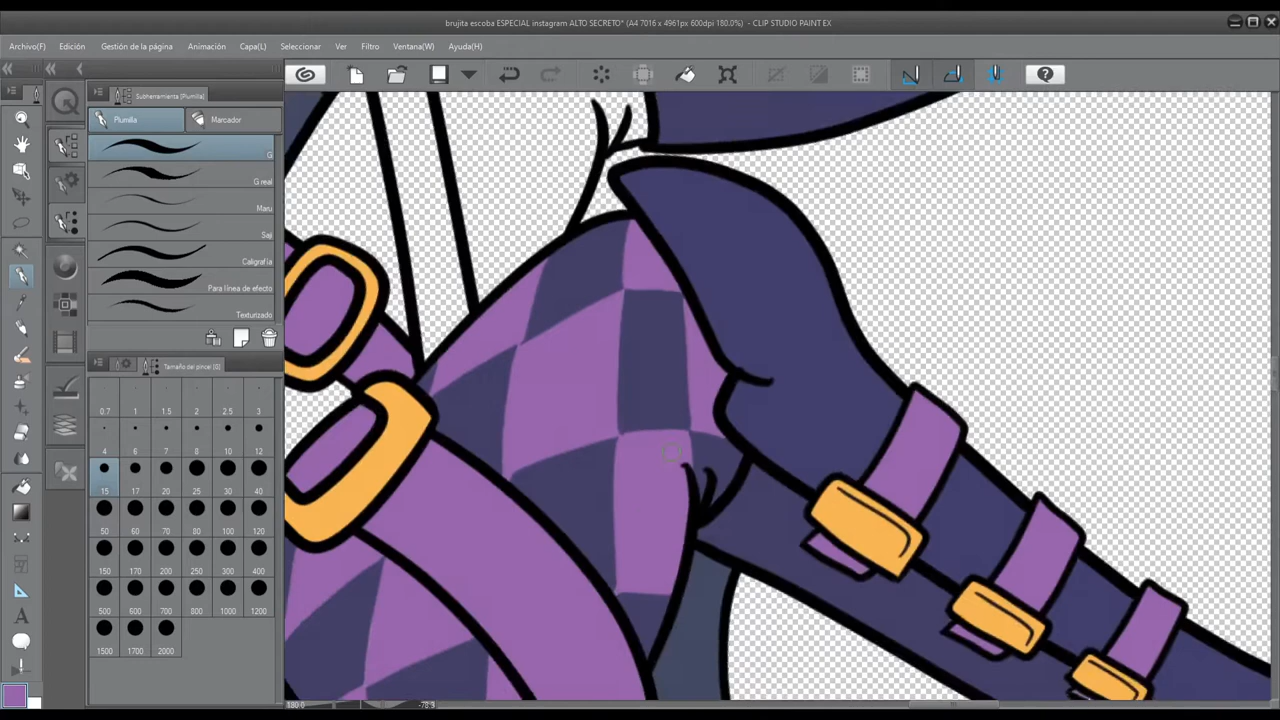 brujita escoba ESPECIAL instagram ALTO SECRETO* (A4 7016 x 4961px 600dpi 180.0%) - CLIP STUDIO PAINT EX
Archivo(F) Edición Gestión de la página Animación Capa(L) Seleccionar Ver Filtro Ventana(W) Ayuda(H)
Subherramienta [Plumilla]
Plumilla Marcador
G
G real
Maru
Saji
Caligrafía
Para línea de efecto
Texturizado
Tamaño del pincel [G]
0.7 1 1.5 2 2.5 3
4 6 7 8 10 12
15 17 20 25 30 40
50 60 70 80 100 120
150 170 200 250 300 400
500 600 700 800 1000 1200
1500 1700 2000
180.0 -78.3